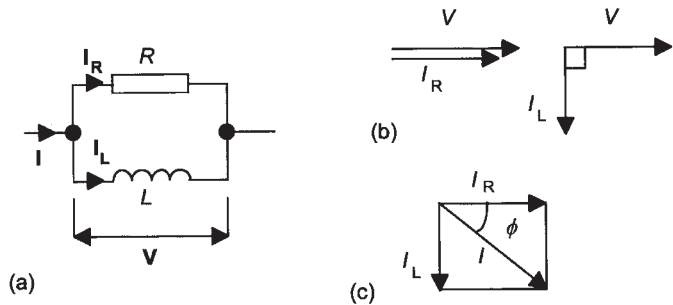 I_R R
I I_L
L
V
(a)
V V
I_R
I_L
(b)
I_R
ϕ
I_L I
(c)